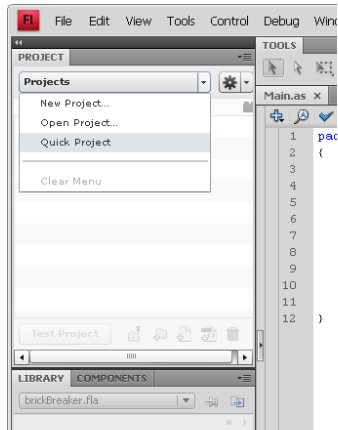 Fl File Edit View Tools Control Debug Wind
PROJECT
TOOLS
Projects
New Project...
Open Project...
Quick Project
Clear Menu
Main.as ×
1 pac
2 {
3
4
5
6
7
8
9
10
11
12 }
Test Project
LIBRARY COMPONENTS
brickBreaker.fla